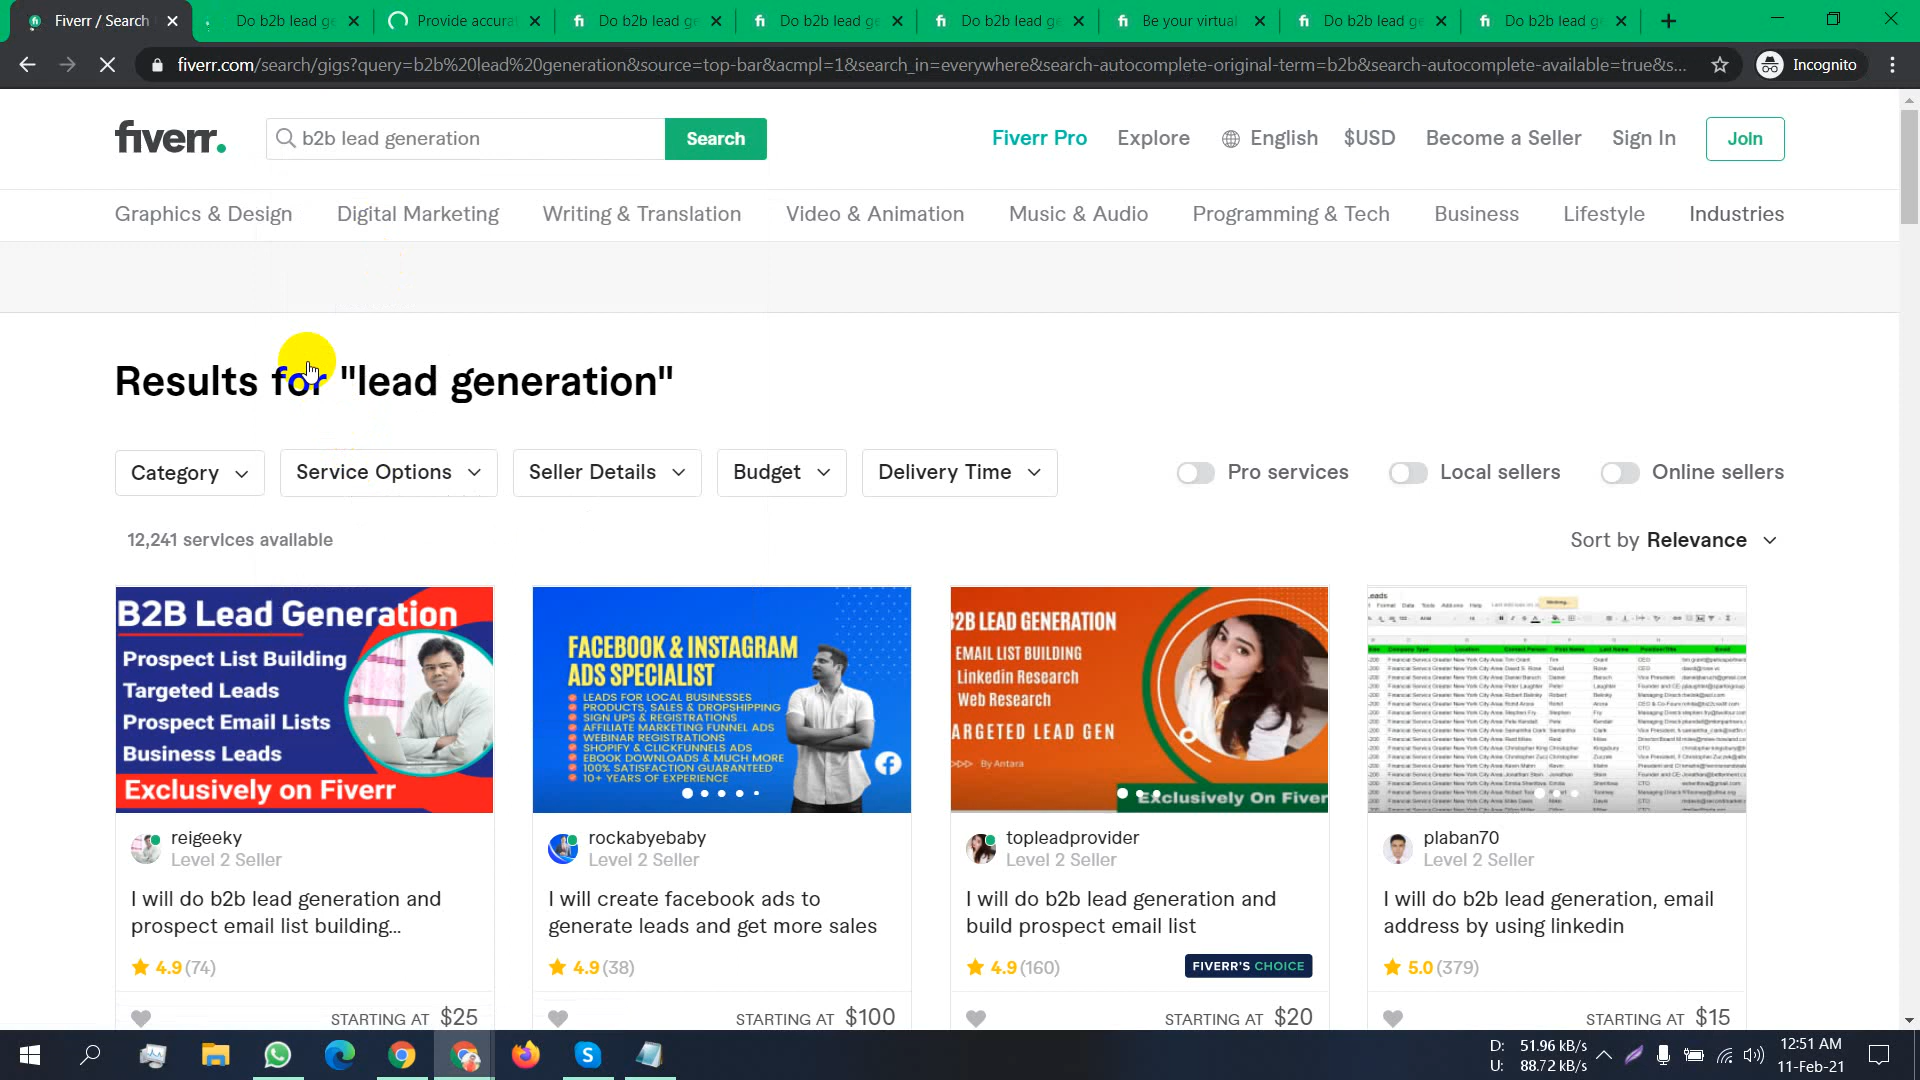 Fiverr / Search
Do b2b lead ge
Provide accurat
Do b2b lead ge
Do b2b lead ge
Do b2b lead ge
Be your virtual
Do b2b lead ge
Do b2b lead ge
fiverr.com/search/gigs?query=b2b%20lead%20generation&source=top-bar&acmpl=1&search_in=everywhere&search-autocomplete-original-term=b2b&search-autocomplete-available=true&s...
Incognito
fiverr.
b2b lead generation
Search
Fiverr Pro
Explore
English
$USD
Become a Seller
Sign In
Join
Graphics & Design
Digital Marketing
Writing & Translation
Video & Animation
Music & Audio
Programming & Tech
Business
Lifestyle
Industries
Results for "lead generation"
Category
Service Options
Seller Details
Budget
Delivery Time
Pro services
Local sellers
Online sellers
12,241 services available
Sort by Relevance
B2B Lead Generation
Prospect List Building
Targeted Leads
Prospect Email Lists
Business Leads
Exclusively on Fiverr
reigeeky
Level 2 Seller
I will do b2b lead generation and
prospect email list building...
4.9 (74)
STARTING AT $25
FACEBOOK & INSTAGRAM
ADS SPECIALIST
LEADS FOR LOCAL BUSINESSES
PRODUCTS, SALES & DROPSHIPPING
SIGN UPS & REGISTRATIONS
AFFILIATE MARKETING FUNNEL ADS
WEBINAR REGISTRATIONS
SHOPIFY & CLICKFUNNELS ADS
EBOOK DOWNLOADS & MUCH MORE
100% SATISFACTION GUARANTEED
10+ YEARS OF EXPERIENCE
rockabyebaby
Level 2 Seller
I will create facebook ads to
generate leads and get more sales
4.9 (38)
STARTING AT $100
B2B LEAD GENERATION
EMAIL LIST BUILDING
Linkedin Research
Web Research
ARGETED LEAD GEN
>>> By Antara
Exclusively On Fiver
topleadprovider
Level 2 Seller
I will do b2b lead generation and
build prospect email list
4.9 (160)
FIVERR'S CHOICE
STARTING AT $20
plaban70
Level 2 Seller
I will do b2b lead generation, email
address by using linkedin
5.0 (379)
STARTING AT $15
D: 51.96 kB/s
U: 88.72 kB/s
12:51 AM
11-Feb-21